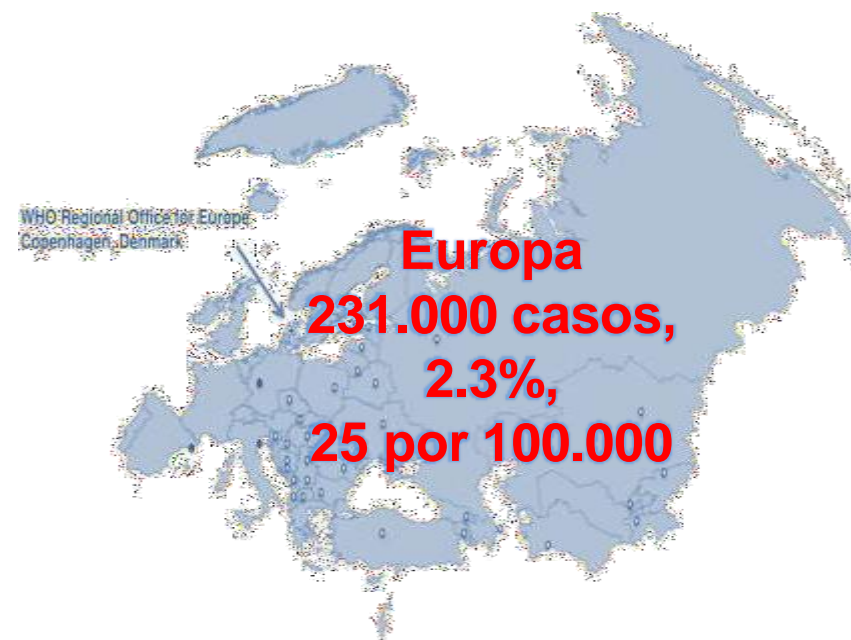 WHO Regional Office for Europe
Copenhagen, Denmark
Europa
231.000 casos,
2.3%,
25 por 100.000